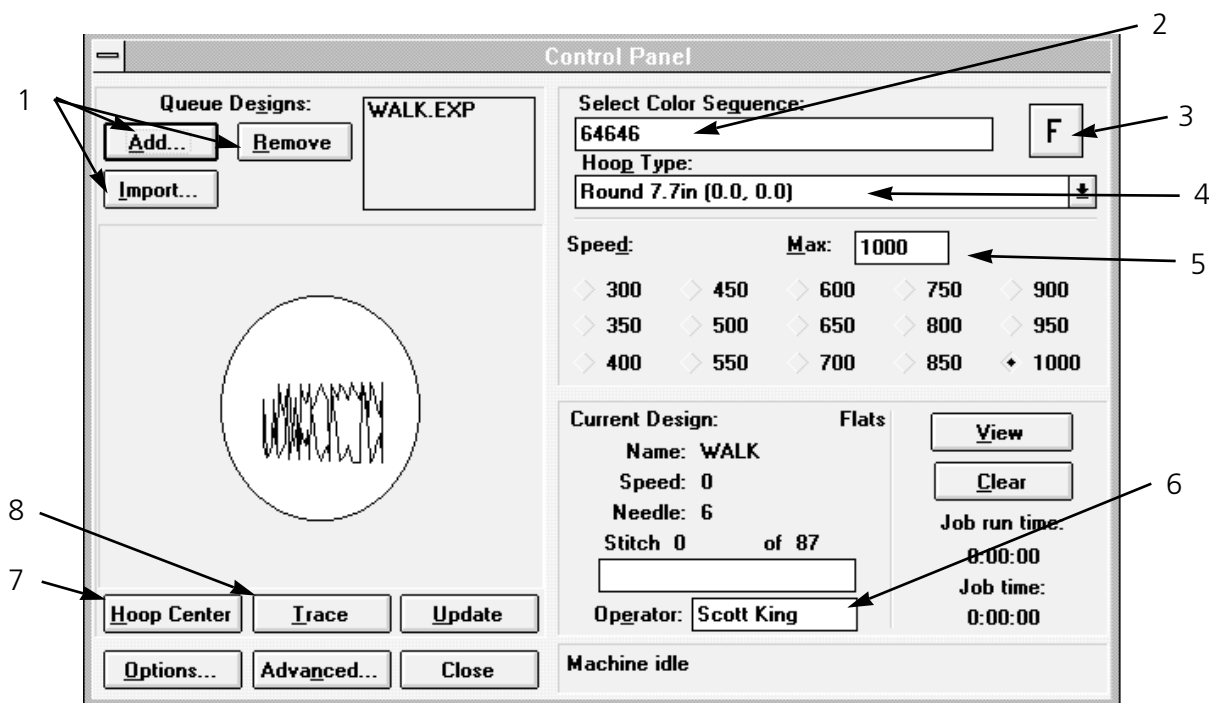 2
Control Panel
1
Queue Designs:
WALK.EXP
Add...
Remove
Import...
Select Color Sequence:
64646
F
3
Hoop Type:
Round 7.7in (0.0, 0.0)
4
Speed:
Max:
1000
5
300 450 600 750 900
350 500 650 800 950
400 550 700 850 1000
Current Design: Flats
Name: WALK
Speed: 0
Needle: 6
Stitch 0 of 87
Operator: Scott King
View
Clear
6
Job run time:
0:00:00
Job time:
0:00:00
8
7
Hoop Center
Trace
Update
Options...
Advanced...
Close
Machine idle